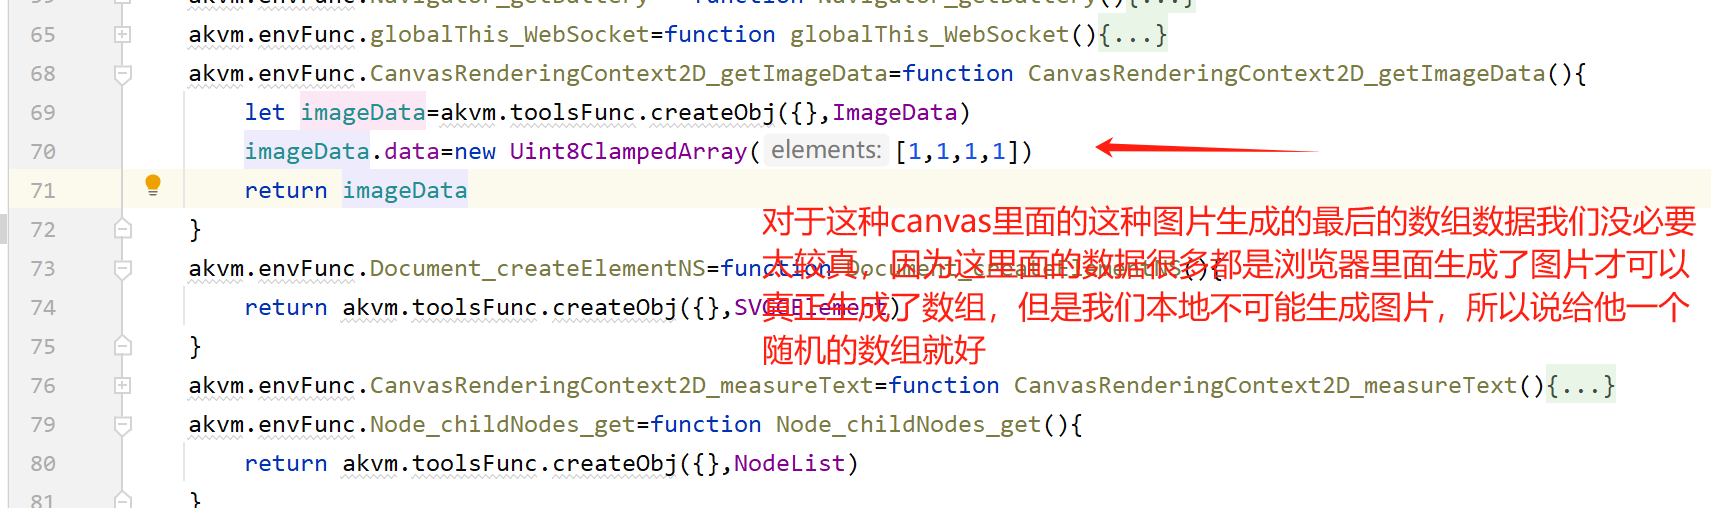 akvm.envFunc.Navigator_getBattery=function Navigator_getBattery(){...}
65 akvm.envFunc.globalThis_WebSocket=function globalThis_WebSocket(){...}
68 akvm.envFunc.CanvasRenderingContext2D_getImageData=function CanvasRenderingContext2D_getImageData(){
69 let imageData=akvm.toolsFunc.createObj({},ImageData)
70 imageData.data=new Uint8ClampedArray( elements: [1,1,1,1])
71 return imageData
72 }
73 akvm.envFunc.Document_createElementNS=function Document_createElementNS(){
74 return akvm.toolsFunc.createObj({},SVGGElement)
75 }
76 akvm.envFunc.CanvasRenderingContext2D_measureText=function CanvasRenderingContext2D_measureText(){...}
79 akvm.envFunc.Node_childNodes_get=function Node_childNodes_get(){
80 return akvm.toolsFunc.createObj({},NodeList)
81 }
对于这种canvas里面的这种图片生成的最后的数组数据我们没必要
太较真，因为这里面的数据很多都是浏览器里面生成了图片才可以
真正生成了数组，但是我们本地不可能生成图片，所以说给他一个
随机的数组就好